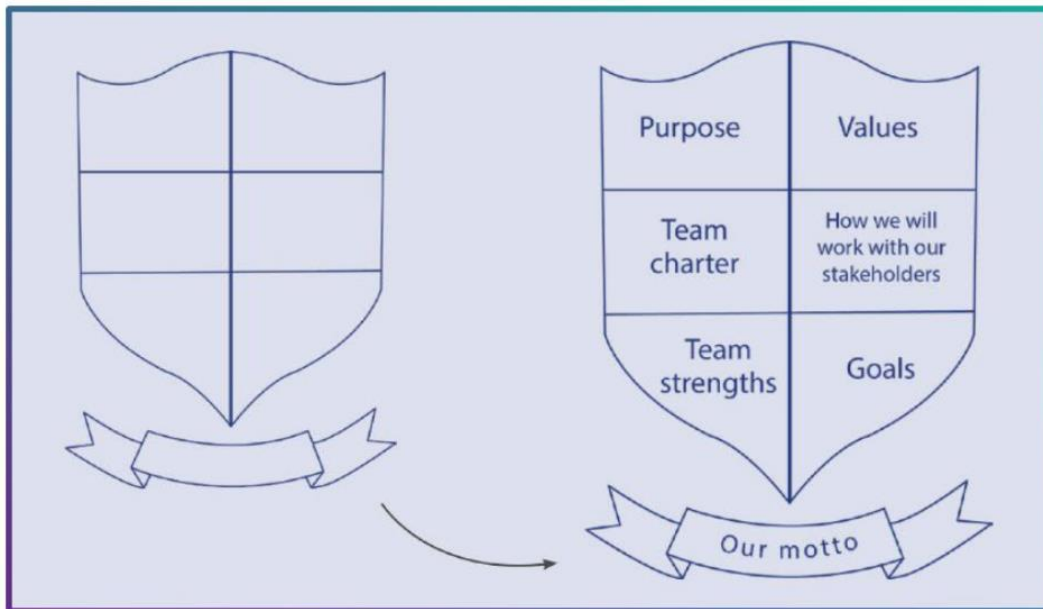 Purpose
Values
Team
charter
How we will
work with our
stakeholders
Team
strengths
Goals
Our motto